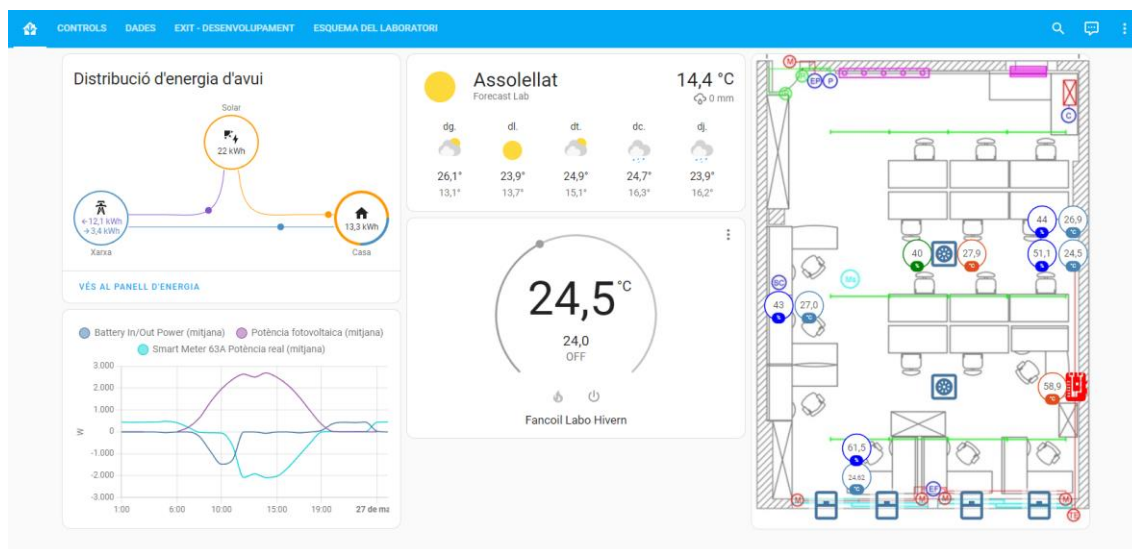 CONTROLS DADES EXIT - DESENVOLUPAMENT ESQUEMA DEL LABORATORI
Distribució d'energia d'avui
Solar
22 kWh
←12,1 kWh
→3,4 kWh
Xarxa
13,3 kWh
Casa
VÉS AL PANELL D'ENERGIA
Battery In/Out Power (mitjana) Potència fotovoltaica (mitjana)
Smart Meter 63A Potència real (mitjana)
W
3.000
2.000
1.000
0
-1.000
-2.000
-3.000
1:00 6:00 10:00 15:00 19:00 27 de ma
Assolellat 14,4 °C
Forecast Lab 0 mm
dg. dl. dt. dc. dj.
26,1° 23,9° 24,9° 24,7° 23,9°
13,1° 13,7° 15,1° 16,3° 16,2°
24,5 °C
24,0
OFF
Fancoil Labo Hivern
M
EP P
C
44 26,9
% °C
40 27,9 51,1 24,5
% °C % °C
SC
43 27,0
% °C
58,9
°C
61,5
%
24,62
°C
EF
M M M M
TE